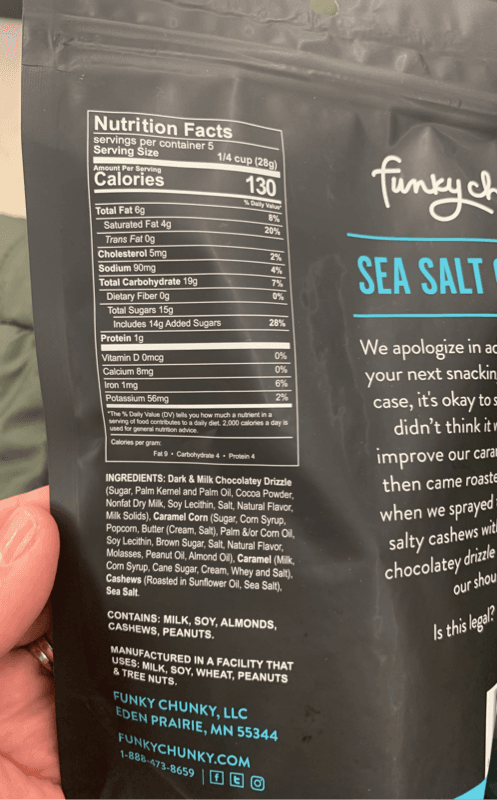 Nutrition Facts
servings per container 5
Serving Size 1/4 cup (28g)
Amount Per Serving
Calories 130
% Daily Value*
Total Fat 6g 8%
Saturated Fat 4g 20%
Trans Fat 0g
Cholesterol 5mg 2%
Sodium 90mg 4%
Total Carbohydrate 19g 7%
Dietary Fiber 0g 0%
Total Sugars 15g
Includes 14g Added Sugars 28%
Protein 1g
Vitamin D 0mcg 0%
Calcium 8mg 0%
Iron 1mg 6%
Potassium 56mg 2%
*The % Daily Value (DV) tells you how much a nutrient in a
serving of food contributes to a daily diet. 2,000 calories a day is
used for general nutrition advice.
Calories per gram:
Fat 9 • Carbohydrate 4 • Protein 4
INGREDIENTS: Dark & Milk Chocolatey Drizzle
(Sugar, Palm Kernel and Palm Oil, Cocoa Powder,
Nonfat Dry Milk, Soy Lecithin, Salt, Natural Flavor,
Milk Solids), Caramel Corn (Sugar, Corn Syrup,
Popcorn, Butter (Cream, Salt), Palm &/or Corn Oil,
Soy Lecithin, Brown Sugar, Salt, Natural Flavor,
Molasses, Peanut Oil, Almond Oil), Caramel (Milk,
Corn Syrup, Cane Sugar, Cream, Whey and Salt),
Cashews (Roasted in Sunflower Oil, Sea Salt),
Sea Salt.
CONTAINS: MILK, SOY, ALMONDS,
CASHEWS, PEANUTS.
MANUFACTURED IN A FACILITY THAT
USES: MILK, SOY, WHEAT, PEANUTS
& TREE NUTS.
FUNKY CHUNKY, LLC
EDEN PRAIRIE, MN 55344
FUNKYCHUNKY.COM
1-888-473-8659
funky ch
SEA SALT
We apologize in ad
your next snackin
case, it's okay to s
didn't think it w
improve our cara
then came roaste
when we sprayed
salty cashews with
chocolatey drizzle
our shou
Is this legal?